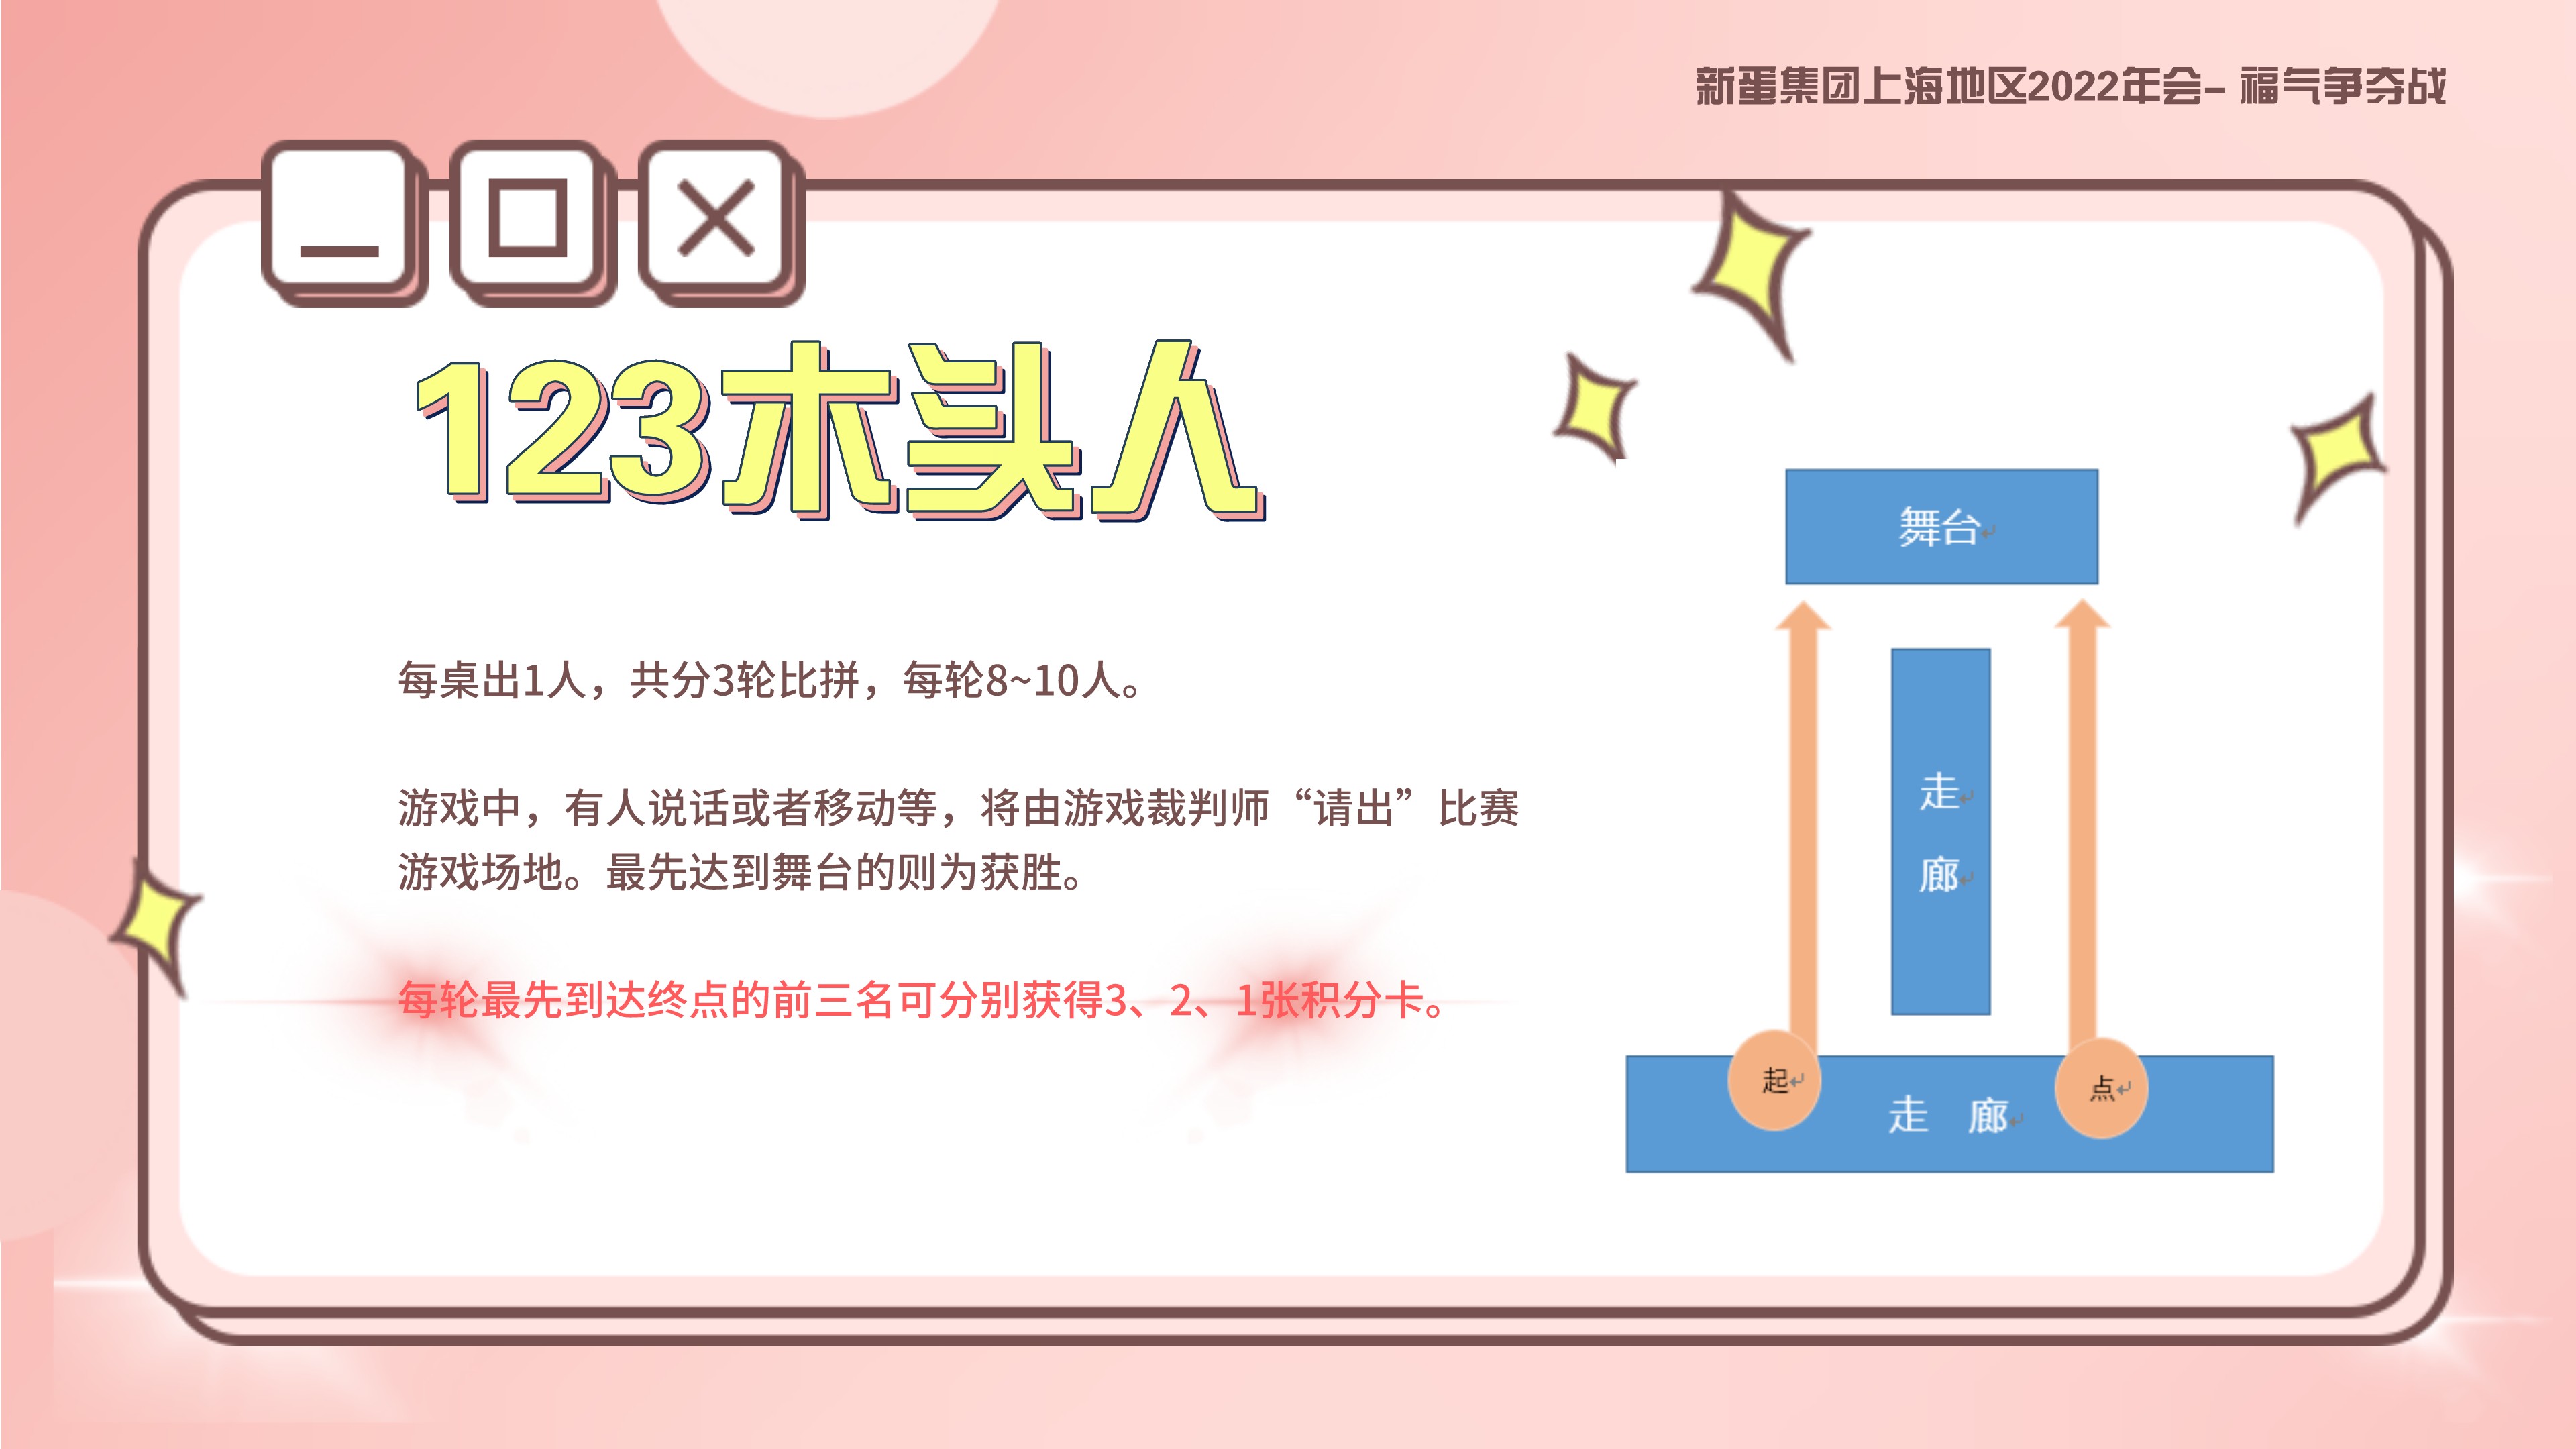 新蛋集团上海地区2022年会- 福气争夺战
123木头人
每桌出1人，共分3轮比拼，每轮8~10人。
游戏中，有人说话或者移动等，将由游戏裁判师“请出”比赛
游戏场地。最先达到舞台的则为获胜。
每轮最先到达终点的前三名可分别获得3、2、1张积分卡。
舞台
走
廊
起
点
走 廊